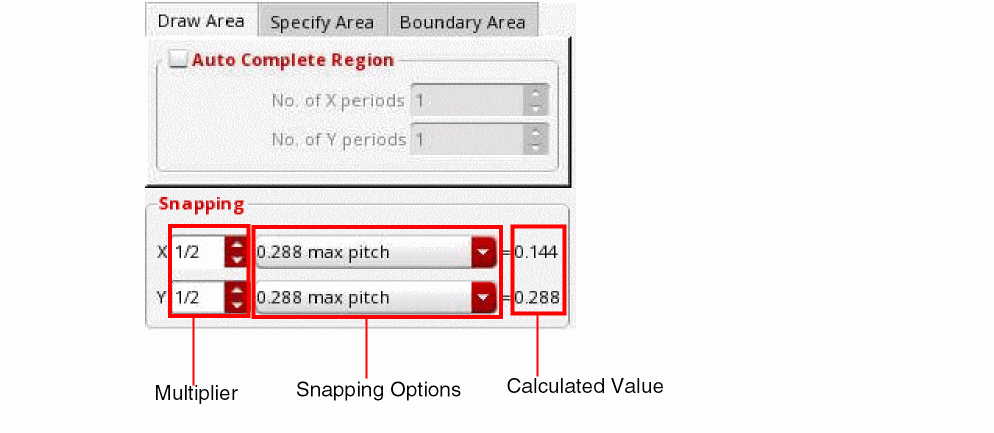 Draw Area Specify Area Boundary Area
Auto Complete Region
No. of X periods 1
No. of Y periods 1
Snapping
X 1/2 0.288 max pitch =0.144
Y 1/2 0.288 max pitch =0.288
Multiplier Snapping Options Calculated Value